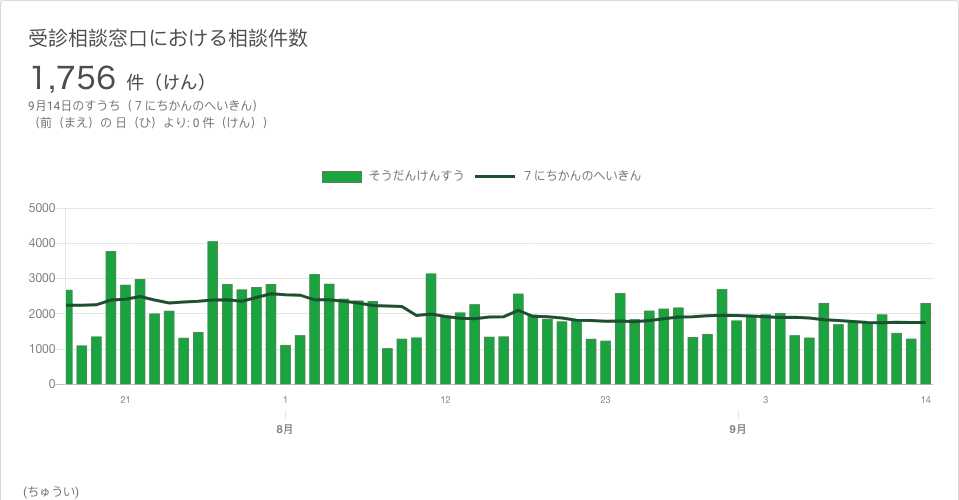 受診相談窓口における相談件数
1,756 件（けん）
9月14日のすうち（７にちかんのへいきん）
（前（まえ）の 日（ひ）より: 0 件（けん））
そうだんけんすう ７にちかんのへいきん
5000
4000
3000
2000
1000
0
21 1 12 23 3 14
8月 9月
(ちゅうい)